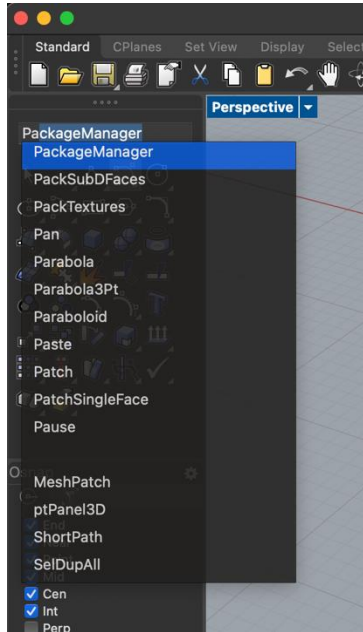 Standard CPlanes Set View Display Select
Perspective
PackageManager
PackageManager
PackSubDFaces
PackTextures
Pan
Parabola
Parabola3Pt
Paraboloid
Paste
Patch
PatchSingleFace
Pause
MeshPatch
ptPanel3D
ShortPath
SelDupAll
End
Mid
Cen
Int
Perp